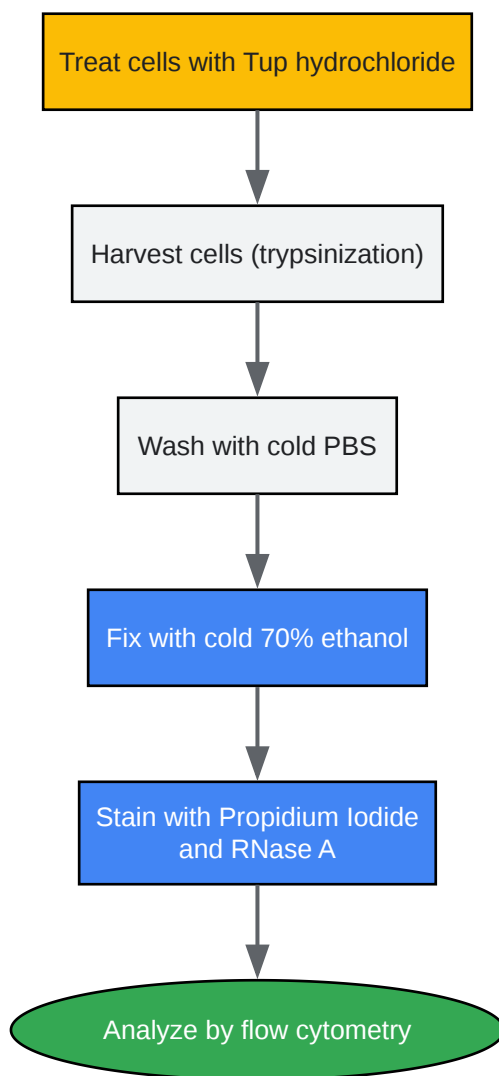 Treat cells with Tup hydrochloride
Harvest cells (trypsinization)
Wash with cold PBS
Fix with cold 70% ethanol
Stain with Propidium Iodide
and RNase A
Analyze by flow cytometry